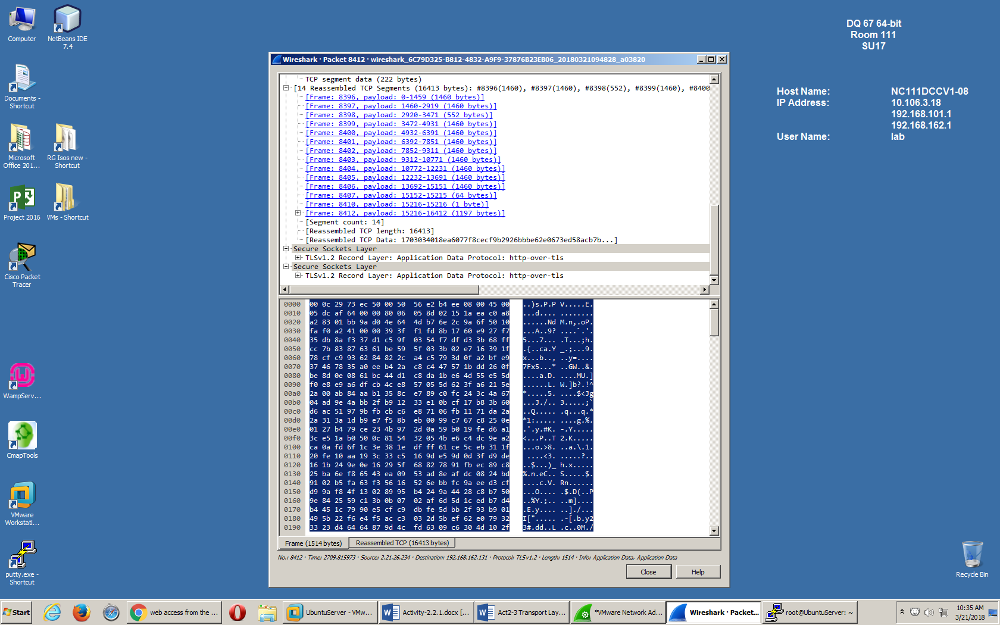 Computer
NetBeans IDE
7.4
Documents -
Shortcut
Microsoft
Office 201...
RG Isos new -
Shortcut
Project 2016
VMs - Shortcut
Cisco Packet
Tracer
WampServ...
CmapTools
VMware
Workstati...
putty.exe -
Shortcut
DQ 67 64-bit
Room 111
SU17
Host Name: NC111DCCV1-08
IP Address: 10.106.3.18
192.168.101.1
192.168.162.1
User Name: lab
Wireshark · Packet 8412 · wireshark_6C79D325-B812-4832-A9F9-37876B23EB06_20180321094828_a03820
TCP segment data (222 bytes)
[14 Reassembled TCP Segments (16413 bytes): #8396(1460), #8397(1460), #8398(552), #8399(1460), #8400
[Frame: 8396, payload: 0-1459 (1460 bytes)]
[Frame: 8397, payload: 1460-2919 (1460 bytes)]
[Frame: 8398, payload: 2920-3471 (552 bytes)]
[Frame: 8399, payload: 3472-4931 (1460 bytes)]
[Frame: 8400, payload: 4932-6391 (1460 bytes)]
[Frame: 8401, payload: 6392-7851 (1460 bytes)]
[Frame: 8402, payload: 7852-9311 (1460 bytes)]
[Frame: 8403, payload: 9312-10771 (1460 bytes)]
[Frame: 8404, payload: 10772-12231 (1460 bytes)]
[Frame: 8405, payload: 12232-13691 (1460 bytes)]
[Frame: 8406, payload: 13692-15151 (1460 bytes)]
[Frame: 8407, payload: 15152-15215 (64 bytes)]
[Frame: 8410, payload: 15216-15216 (1 byte)]
[Frame: 8412, payload: 15216-16412 (1197 bytes)]
[Segment count: 14]
[Reassembled TCP length: 16413]
[Reassembled TCP Data: 1703034018ea6077f8cecf9b2926bbbe62e0673ed58acb7b...]
Secure Sockets Layer
TLSv1.2 Record Layer: Application Data Protocol: http-over-tls
Secure Sockets Layer
TLSv1.2 Record Layer: Application Data Protocol: http-over-tls
0000 00 0c 29 73 ec 50 00 50 56 e2 b4 ee 08 00 45 00 ..)s.P.P V.....E.
0010 05 dc af 64 00 00 80 06 05 8d 02 15 1a ea c0 a8 ...d.... ........
0020 a2 83 01 bb 9a d0 4e 64 4d b7 6e 2c 9a 6f 50 10 ......Nd M.n,.oP.
0030 fa f0 a2 41 00 00 39 3f f1 fd 8b 17 60 e9 27 f7 ...A..9? ....`.'.
0040 35 db 8a f3 37 d1 c5 9f 03 54 f7 df d3 3b 68 ff 5...7... .T...;h.
0050 cc 7b 83 87 63 61 be 59 5f 03 3b 02 e7 16 39 1f .{..ca.Y _.;...9.
0060 78 cf c9 93 62 84 82 2c a4 c5 79 3d 0f a2 bf e9 x...b.., ..y=....
0070 37 46 78 35 a0 ee b4 2a c8 c4 47 57 1b dd 26 0f 7Fx5...* ..GW..&.
0080 be 8d 0e 08 61 bc 44 d1 c8 da 1b e6 4d 55 e5 5d ....a.D. ....MU.]
0090 f0 e8 e9 a6 df cb 4c e8 57 05 5d 62 3f a6 21 5e ......L. W.]b?.!^
00a0 2a 00 ab 84 aa b1 35 8c e7 89 c0 fc 24 3c 4a 67 *.....5. ....$<Jg
00b0 04 ad 9e 4a bb 2f b9 12 33 e1 0b cf 17 b8 3b 60 ...J./.. 3.....;`
00c0 d6 ac 51 97 9b fb cb c6 e8 71 06 fb 11 71 da 2a ..Q..... .q...q.*
00d0 2a 31 3a 1d b9 e7 f5 8b eb 00 99 c7 67 c8 25 0e *1:..... ....g.%.
00e0 01 27 b4 79 ce 23 4b 97 2d 0a 59 b0 19 fe d6 a1 .'.y.#K. -.Y.....
00f0 3c e5 1a b0 50 0c 81 54 32 05 4b e6 c4 dc 9e a2 <...P..T 2.K.....
0100 ca 0a fd 6f 1c 3e 38 1e df ff 61 ce 5c eb 31 1f ...o.>8. ..a.\.1.
0110 20 fe 10 aa 19 3c 33 c5 16 9d e5 9d 0d 3f d9 de ....<3. .....?..
0120 16 1b 24 9e 0e 16 29 5f 68 82 78 91 fb ec 89 c8 ..$...)_ h.x.....
0130 25 ba 6e f8 65 43 ea 09 53 ad 8e af dc 08 24 bd %.n.eC.. S.....$.
0140 91 02 b5 fa 63 f3 56 16 52 6e bb fc 9a ee d3 cf ....c.V. Rn......
0150 d9 9a f8 4f 13 02 89 95 b4 24 9a 44 28 c8 b7 50 ...O.... .$.D(..P
0160 9e 84 25 59 c1 3b 0b 07 02 af 6d 5d 1c ed b7 d4 ..%Y.;.. ..m]....
0170 b4 45 1c 79 90 e5 cf c9 db fe 5d bb 2f 93 b9 01 .E.y.... ..]./...
0180 49 5b 22 f6 e4 f5 ac c3 03 2d 5b ef 62 e0 79 32 I["..... .-[.b.y2
0190 33 23 d4 64 64 87 9d 4c fd 63 09 c6 30 4d 10 2f 3#.dd..L .c..0M./
Frame (1514 bytes) Reassembled TCP (16413 bytes)
No.: 8412 · Time: 2709.815973 · Source: 2.21.26.234 · Destination: 192.168.162.131 · Protocol: TLSv1.2 · Length: 1514 · Info: Application Data, Application Data
Close Help
Recycle Bin
Start
web access from the ...
UbuntuServer - VMw...
Activity-2.2.1.docx [...
Act2-3 Transport Lay...
*VMware Network Ad...
Wireshark · Packet...
root@UbuntuServer: ~
10:35 AM
3/21/2018